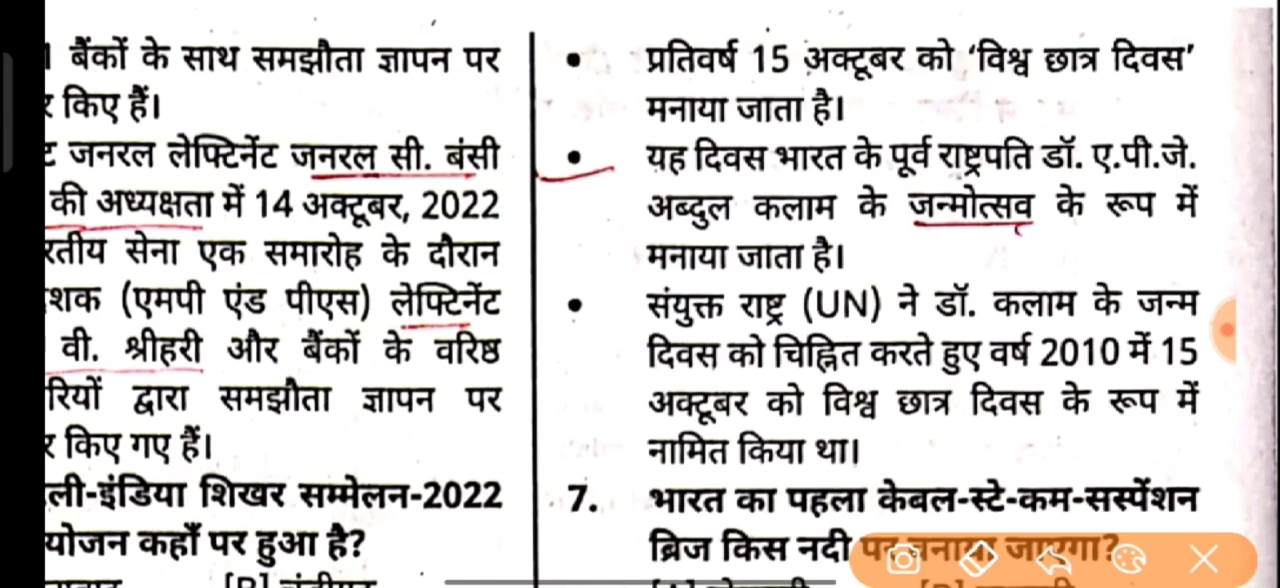 बैंकों के साथ समझौता ज्ञापन पर
किए हैं।
जनरल लेफ्टिनेंट जनरल सी. बंसी
की अध्यक्षता में 14 अक्टूबर, 2022
सेना एक समारोह के दौरान
(एमपी एंड पीएस) लेफ्टिनेंट
वी. श्रीहरी और बैंकों के वरिष्ठ
द्वारा समझौता ज्ञापन पर
किए गए हैं।
ली-इंडिया शिखर सम्मेलन-2022
योजन कहाँ पर हुआ है?
• प्रतिवर्ष 15 अक्टूबर को ‘विश्व छात्र दिवस’
मनाया जाता है।
• यह दिवस भारत के पूर्व राष्ट्रपति डॉ. ए.पी.जे.
अब्दुल कलाम के जन्मोत्सव के रूप में
मनाया जाता है।
• संयुक्त राष्ट्र (UN) ने डॉ. कलाम के जन्म
दिवस को चिह्नित करते हुए वर्ष 2010 में 15
अक्टूबर को विश्व छात्र दिवस के रूप में
नामित किया था।
7. भारत का पहला केबल-स्टे-कम-सस्पेंशन
ब्रिज किस नदी पर बनाया जाएगा?